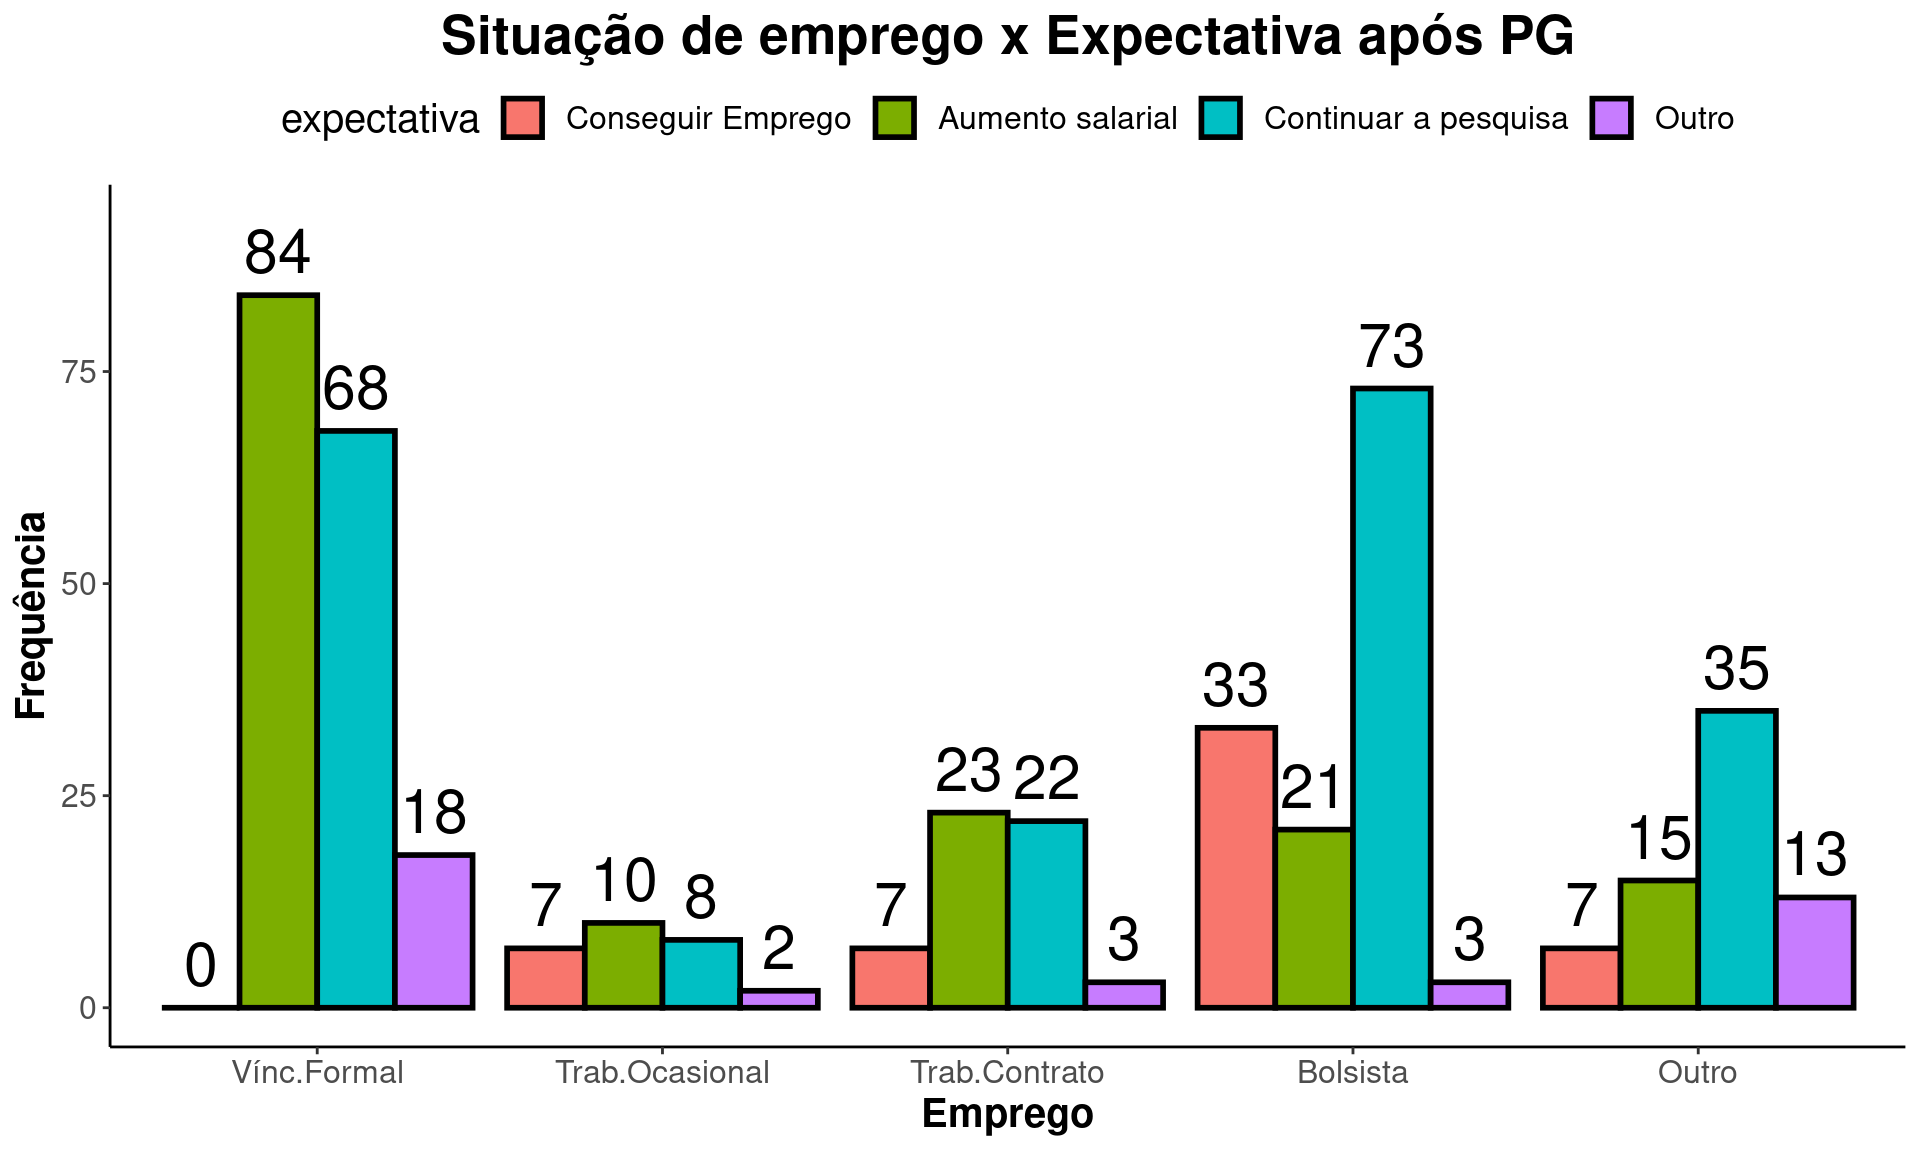 Situação de emprego x Expectativa após PG
expectativa Conseguir Emprego Aumento salarial Continuar a pesquisa Outro
Frequência
75
50
25
0
0 84 68 18
7 10 8 2
7 23 22 3
33 21 73 3
7 15 35 13
Vínc.Formal Trab.Ocasional Trab.Contrato Bolsista Outro
Emprego